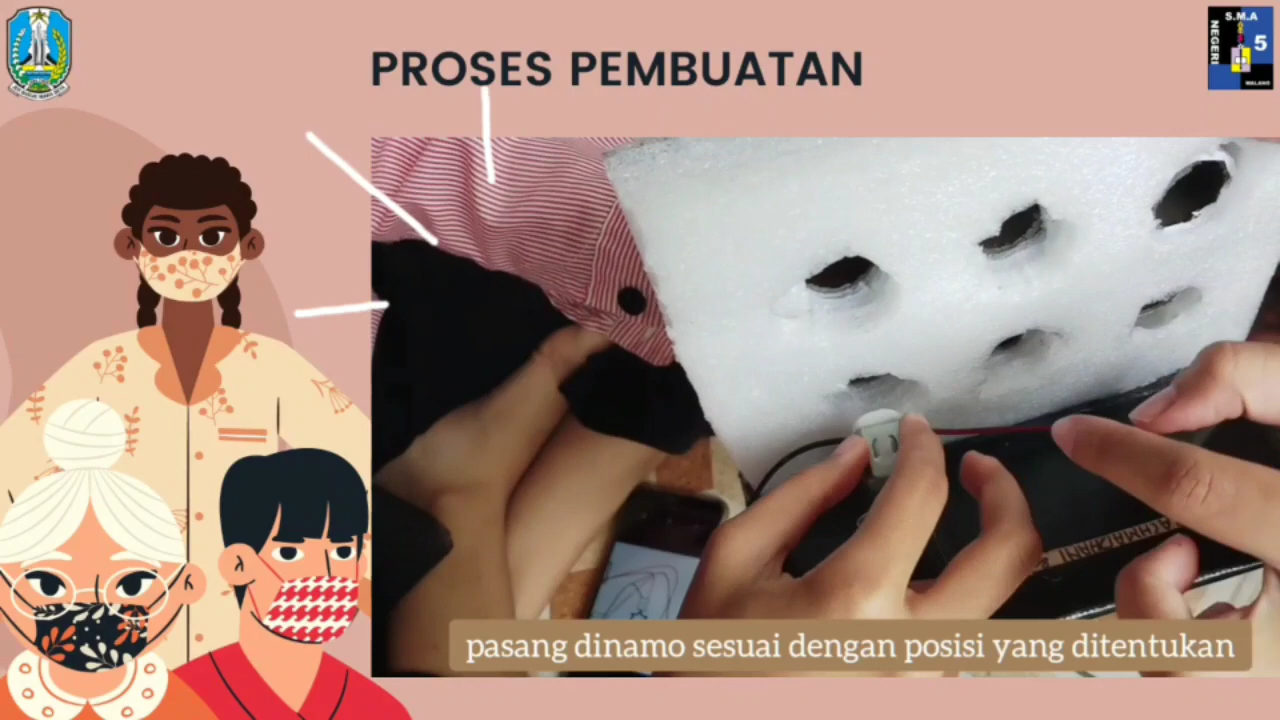 PROSES PEMBUATAN
S.M.A
NEGERI
5
MALANG
pasang dinamo sesuai dengan posisi yang ditentukan